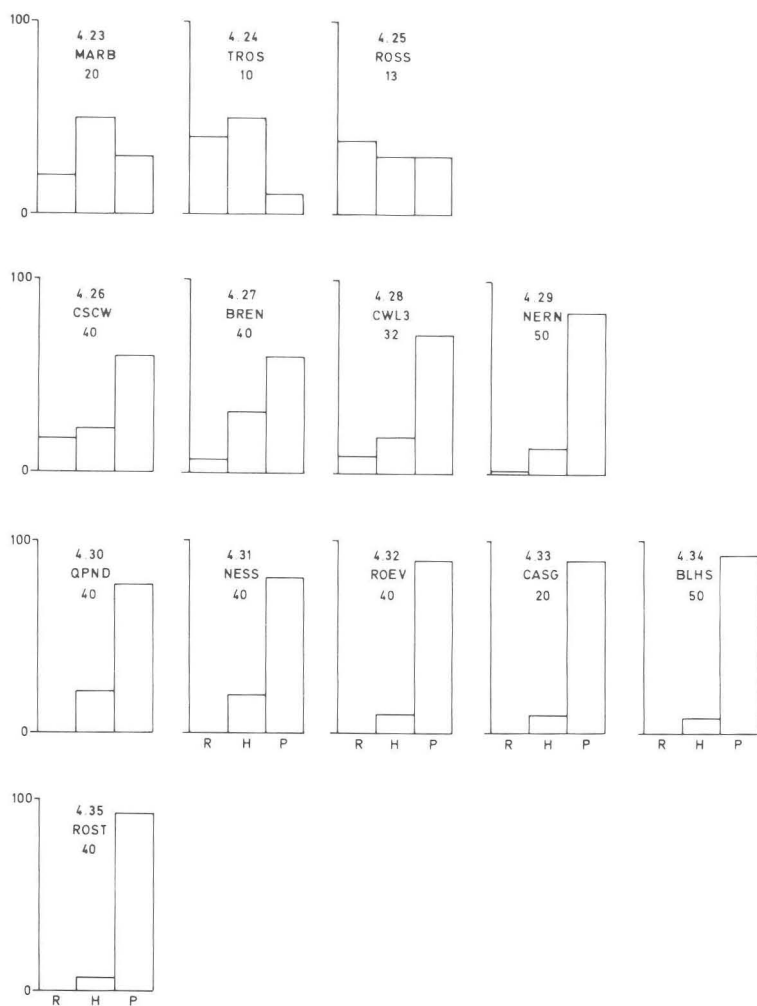 100
0
4.23
MARB
20
4.24
TROS
10
4.25
ROSS
13
100
0
4.26
CSCW
40
4.27
BREN
40
4.28
CWL3
32
4.29
NERN
50
100
0
4.30
QPND
40
4.31
NESS
40
4.32
ROEV
40
4.33
CASG
20
4.34
BLHS
50
R H P
R H P
R H P
R H P
100
0
4.35
ROST
40
R H P